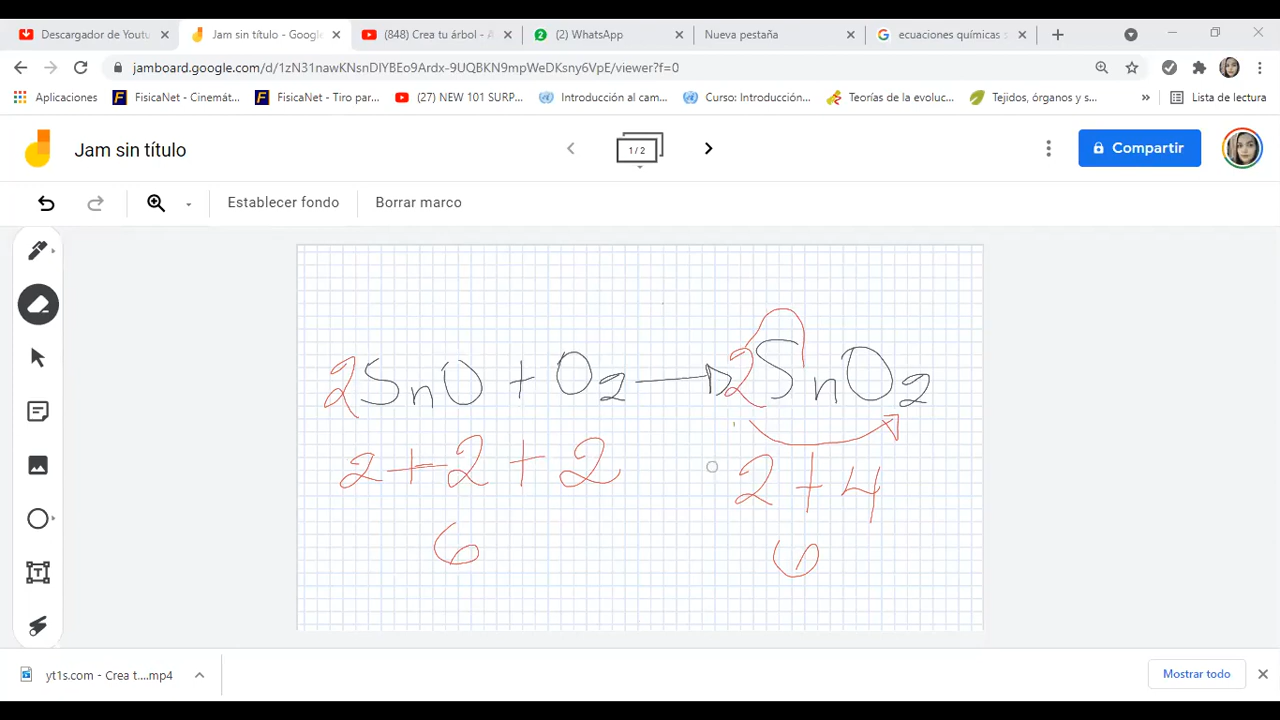 Descargador de Youtu
Jam sin título - Google
(848) Crea tu árbol - A
(2) WhatsApp
Nueva pestaña
ecuaciones químicas s
jamboard.google.com/d/1zN31nawKNsnDIYBEo9Ardx-9UQBKN9mpWeDKsny6VpE/viewer?f=0
Aplicaciones
FisicaNet - Cinemát...
FisicaNet - Tiro par...
(27) NEW 101 SURP...
Introducción al cam...
Curso: Introducción...
Teorías de la evoluc...
Tejidos, órganos y s...
»
Lista de lectura
Jam sin título
1 / 2
Compartir
Establecer fondo
Borrar marco
2SnO + O2 → 2SnO2
2 + 2 + 2 2 + 4
6 6
yt1s.com - Crea t....mp4
Mostrar todo